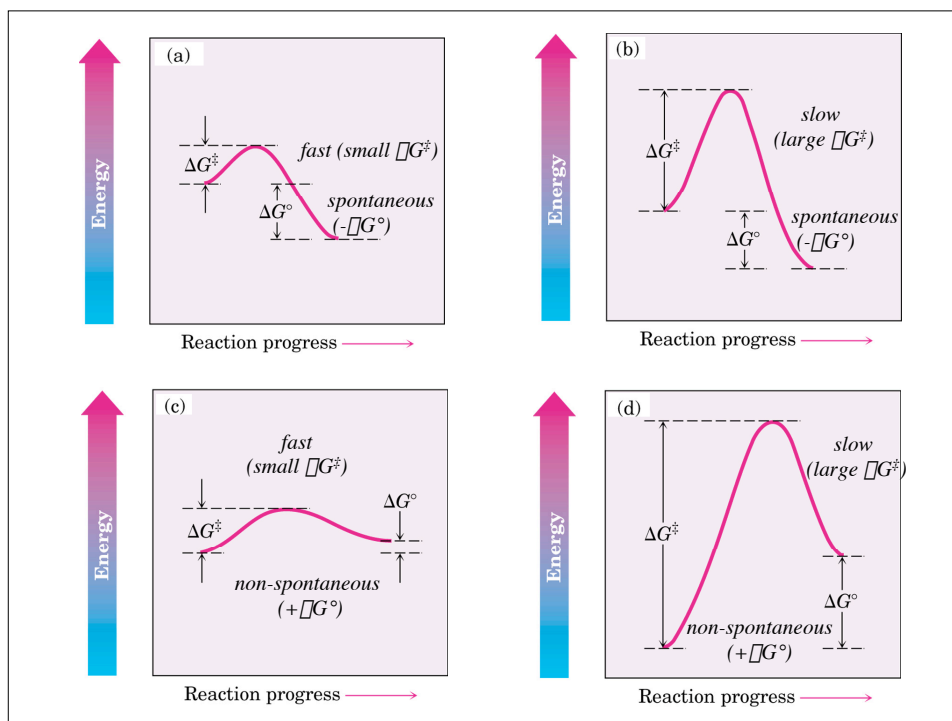 (a)
Energy
ΔG‡
fast (small □G‡)
ΔG°
spontaneous
(-□G°)
Reaction progress
(b)
Energy
ΔG‡
slow
(large □G‡)
ΔG°
spontaneous
(-□G°)
Reaction progress
(c)
Energy
fast
(small □G‡)
ΔG‡
ΔG°
non-spontaneous
(+□G°)
Reaction progress
(d)
Energy
slow
(large □G‡)
ΔG‡
ΔG°
non-spontaneous
(+□G°)
Reaction progress